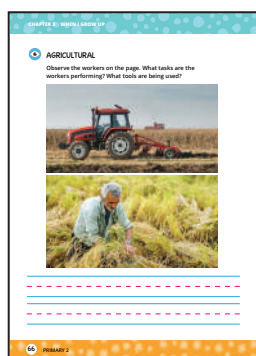 CHAPTER 2 : WHEN I GROW UP
AGRICULTURAL
Observe the workers on the page. What tasks are the
workers performing? What tools are being used?
66 PRIMARY 2